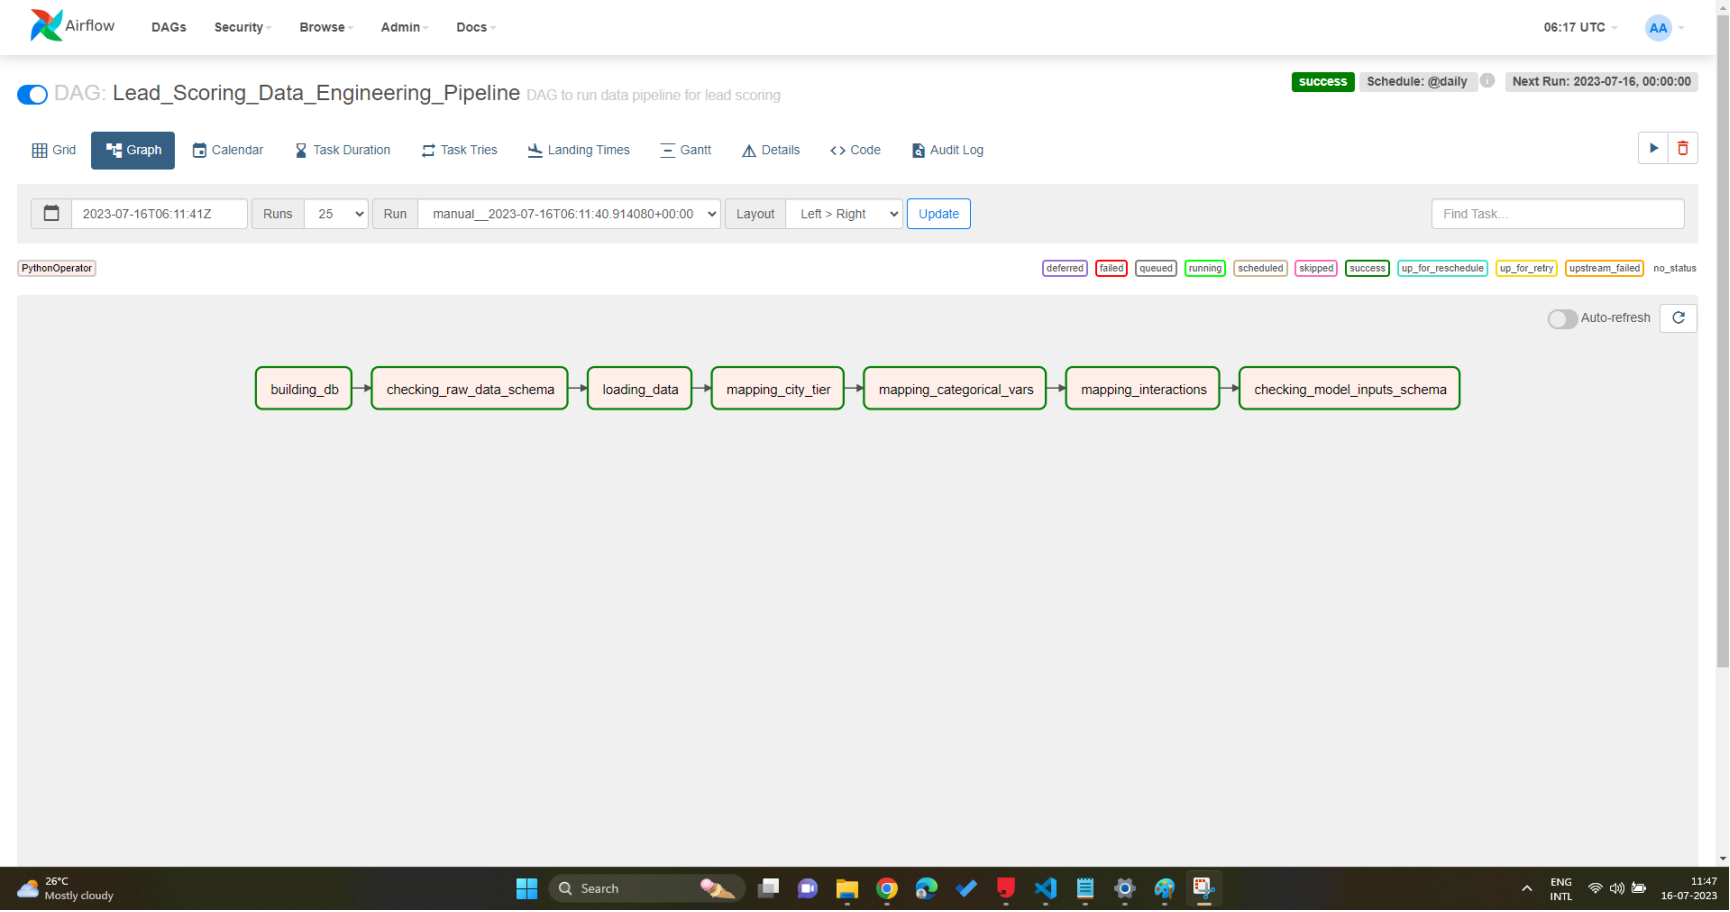 Airflow DAGs Security Browse Admin Docs 06:17 UTC AA
DAG: Lead_Scoring_Data_Engineering_Pipeline DAG to run data pipeline for lead scoring success Schedule: @daily Next Run: 2023-07-16, 00:00:00
Grid Graph Calendar Task Duration Task Tries Landing Times Gantt Details Code Audit Log
2023-07-16T06:11:41Z Runs 25 Run manual__2023-07-16T06:11:40.914080+00:00 Layout Left > Right Update Find Task...
PythonOperator deferred failed queued running scheduled skipped success up_for_reschedule up_for_retry upstream_failed no_status
Auto-refresh
building_db checking_raw_data_schema loading_data mapping_city_tier mapping_categorical_vars mapping_interactions checking_model_inputs_schema
26°C
Mostly cloudy
Search
ENG
INTL
11:47
16-07-2023